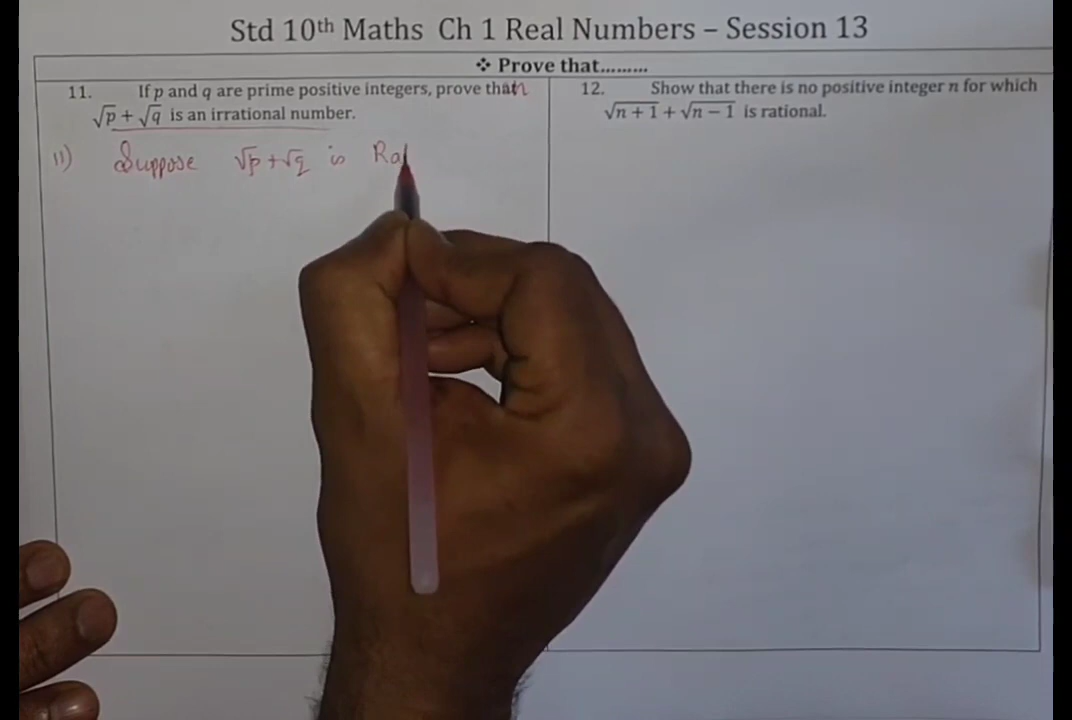 Std 10th Maths Ch 1 Real Numbers – Session 13
❖ Prove that.........
11. If p and q are prime positive integers, prove that
√p + √q is an irrational number.
11) Suppose √p+√q is Rat
12. Show that there is no positive integer n for which
√n + 1 + √n − 1 is rational.